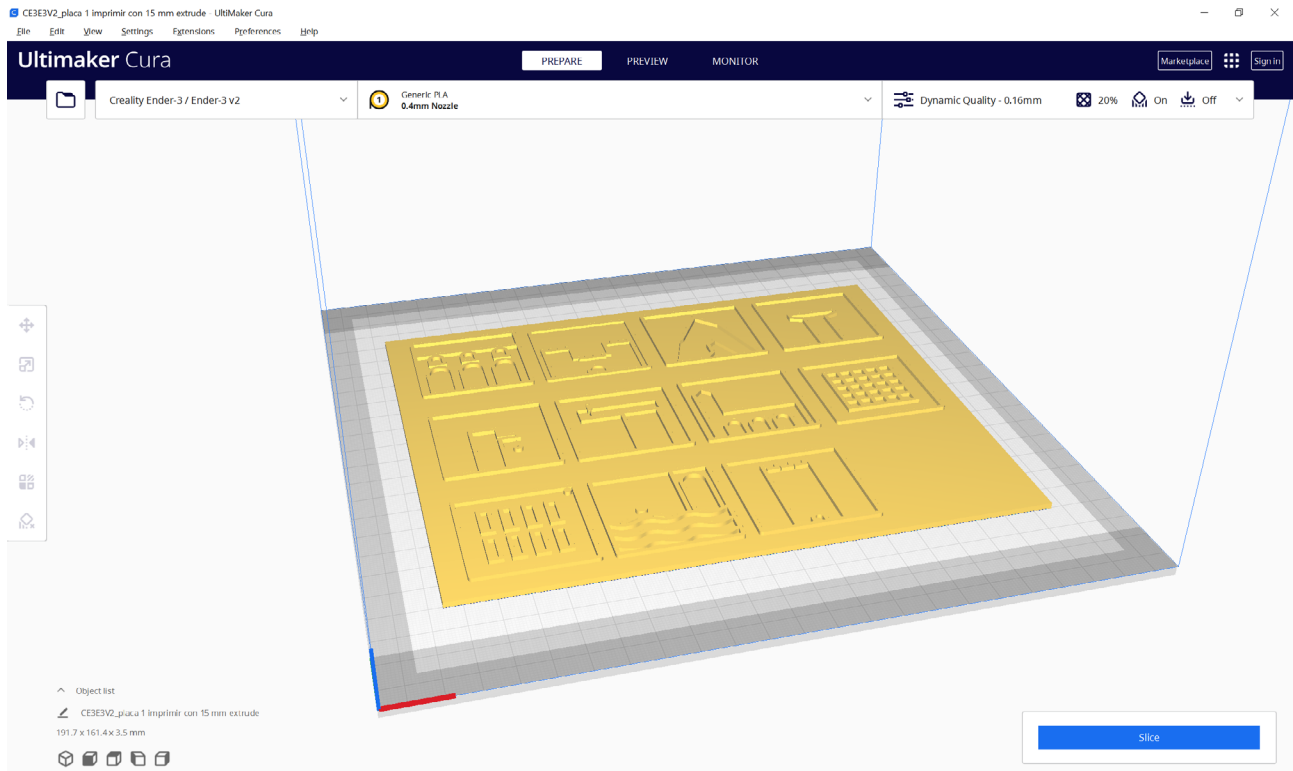 CE3E3V2_placa 1 imprimir con 15 mm extrude - UltiMaker Cura
File Edit View Settings Extensions Preferences Help
Ultimaker Cura PREPARE PREVIEW MONITOR Marketplace Sign in
Creality Ender-3 / Ender-3 v2
1 Generic PLA
0.4mm Nozzle
Dynamic Quality - 0.16mm 20% On Off
Object list
CE3E3V2_placa 1 imprimir con 15 mm extrude
191.7 x 161.4 x 3.5 mm
Slice